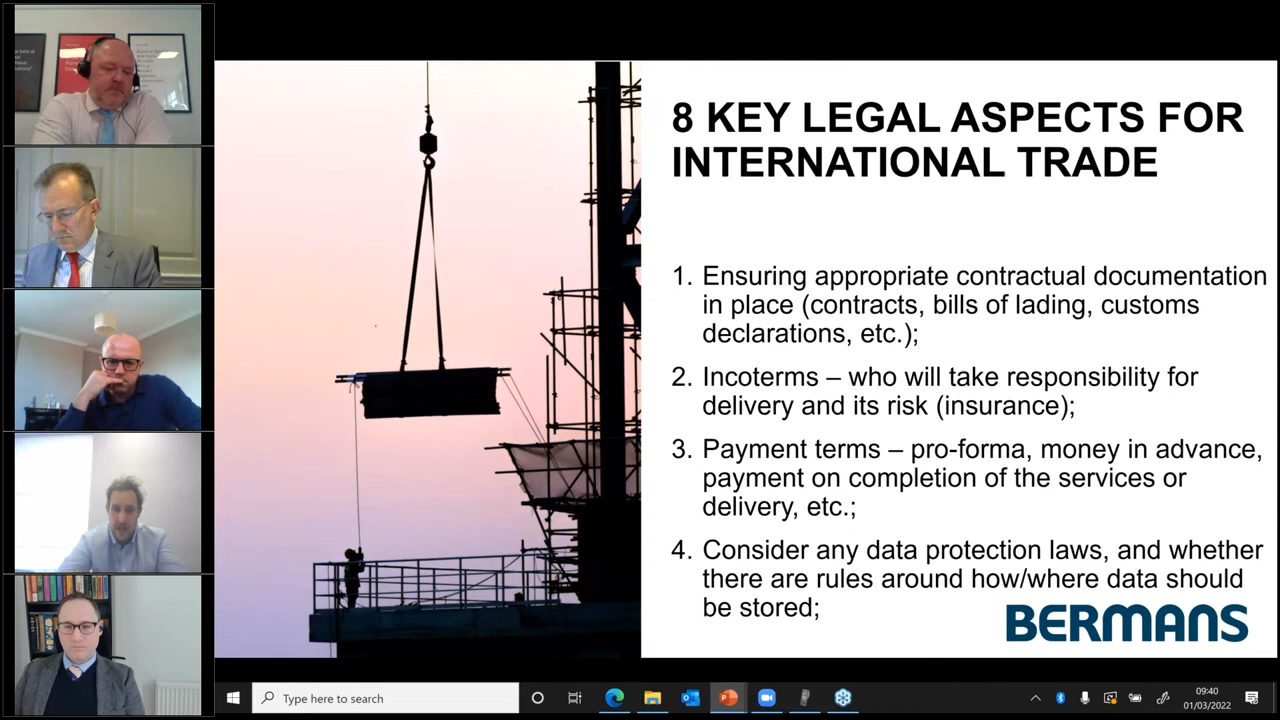 8 KEY LEGAL ASPECTS FOR
INTERNATIONAL TRADE
1. Ensuring appropriate contractual documentation
in place (contracts, bills of lading, customs
declarations, etc.);
2. Incoterms – who will take responsibility for
delivery and its risk (insurance);
3. Payment terms – pro-forma, money in advance,
payment on completion of the services or
delivery, etc.;
4. Consider any data protection laws, and whether
there are rules around how/where data should
be stored;
BERMANS
Type here to search
09:40
01/03/2022